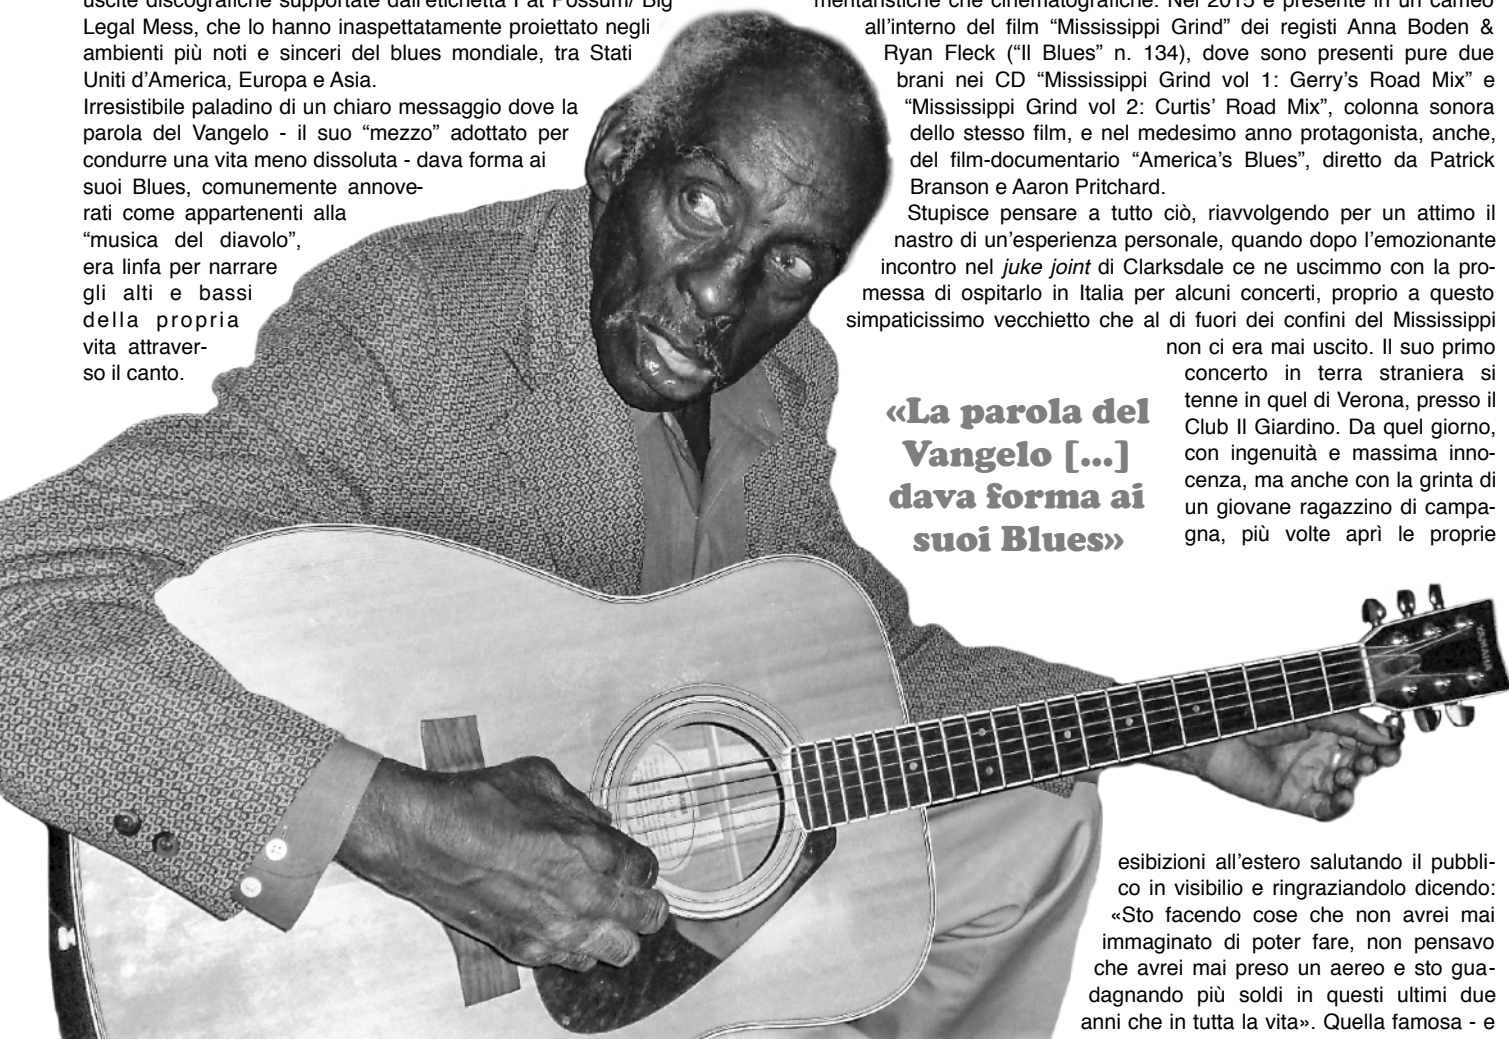 uscite discografiche supportate dall'etichetta Fat Possum/ Big
Legal Mess, che lo hanno inaspettatamente proiettato negli
ambienti più noti e sinceri del blues mondiale, tra Stati
Uniti d'America, Europa e Asia.
Irresistibile paladino di un chiaro messaggio dove la
parola del Vangelo - il suo “mezzo” adottato per
condurre una vita meno dissoluta - dava forma ai
suoi Blues, comunemente annove-
rati come appartenenti alla
“musica del diavolo”,
era linfa per narrare
gli alti e bassi
della propria
vita attraver-
so il canto.
mentaristiche che cinematografiche. Nel 2015 è presente in un cameo
all'interno del film “Mississippi Grind” dei registi Anna Boden &
Ryan Fleck (“Il Blues” n. 134), dove sono presenti pure due
brani nei CD “Mississippi Grind vol 1: Gerry's Road Mix” e
“Mississippi Grind vol 2: Curtis' Road Mix”, colonna sonora
dello stesso film, e nel medesimo anno protagonista, anche,
del film-documentario “America's Blues”, diretto da Patrick
Branson e Aaron Pritchard.
Stupisce pensare a tutto ciò, riavvolgendo per un attimo il
nastro di un'esperienza personale, quando dopo l'emozionante
incontro nel juke joint di Clarksdale ce ne uscimmo con la pro-
messa di ospitarlo in Italia per alcuni concerti, proprio a questo
simpaticissimo vecchietto che al di fuori dei confini del Mississippi
non ci era mai uscito. Il suo primo
concerto in terra straniera si
tenne in quel di Verona, presso il
Club Il Giardino. Da quel giorno,
con ingenuità e massima inno-
cenza, ma anche con la grinta di
un giovane ragazzino di campa-
gna, più volte aprì le proprie
«La parola del
Vangelo [...]
dava forma ai
suoi Blues»
esibizioni all'estero salutando il pubbli-
co in visibilio e ringraziandolo dicendo:
«Sto facendo cose che non avrei mai
immaginato di poter fare, non pensavo
che avrei mai preso un aereo e sto gua-
dagnando più soldi in questi ultimi due
anni che in tutta la vita». Quella famosa - e
YAMAHA